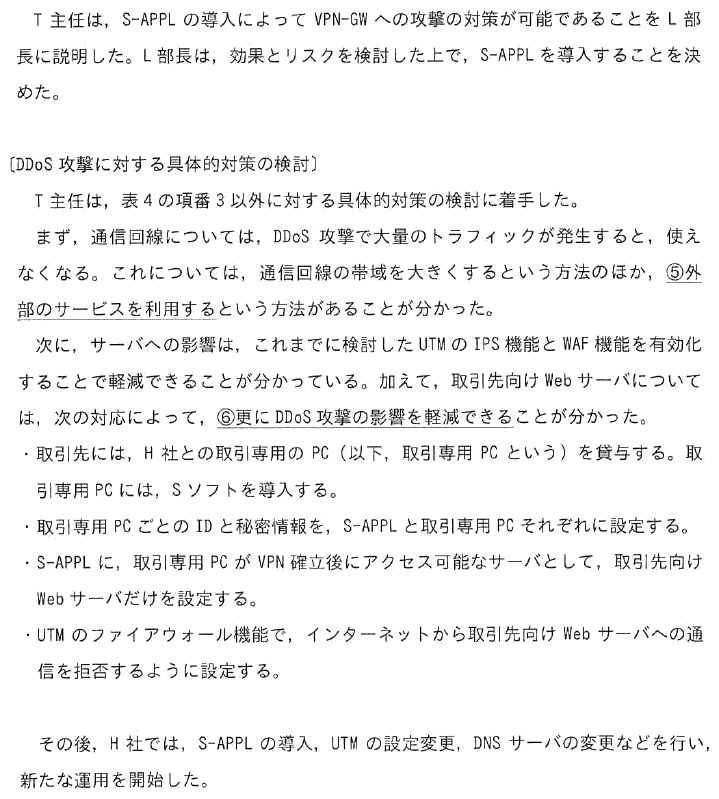 T 主任は，S-APPL の導入によって VPN-GW への攻撃の対策が可能であることを L 部
長に説明した。L 部長は，効果とリスクを検討した上で，S-APPL を導入することを決
めた。
〔DDoS 攻撃に対する具体的対策の検討〕
T 主任は，表 4 の項番 3 以外に対する具体的対策の検討に着手した。
まず，通信回線については，DDoS 攻撃で大量のトラフィックが発生すると，使え
なくなる。これについては，通信回線の帯域を大きくするという方法のほか，⑤外
部のサービスを利用するという方法があることが分かった。
次に，サーバへの影響は，これまでに検討した UTM の IPS 機能と WAF 機能を有効化
することで軽減できることが分かっている。加えて，取引先向け Web サーバについて
は，次の対応によって，⑥更に DDoS 攻撃の影響を軽減できることが分かった。
・取引先には，H 社との取引専用の PC（以下，取引専用 PC という）を貸与する。取
引専用 PC には，S ソフトを導入する。
・取引専用 PC ごとの ID と秘密情報を，S-APPL と取引専用 PC それぞれに設定する。
・S-APPL に，取引専用 PC が VPN 確立後にアクセス可能なサーバとして，取引先向け
Web サーバだけを設定する。
・UTM のファイアウォール機能で，インターネットから取引先向け Web サーバへの通
信を拒否するように設定する。
その後，H 社では，S-APPL の導入，UTM の設定変更，DNS サーバの変更などを行い，
新たな運用を開始した。